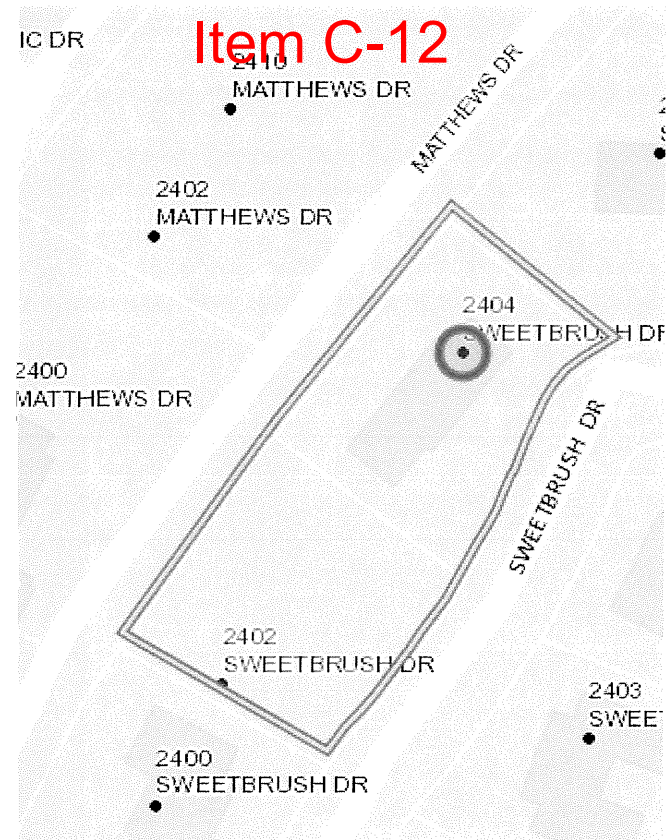 IC DR
Item C-12
2410
MATTHEWS DR
MATTHEWS DR
2402
MATTHEWS DR
2404
SWEETBRUSH DR
2400
MATTHEWS DR
SWEETBRUSH DR
2402
SWEETBRUSH DR
2403
SWEET
2400
SWEETBRUSH DR